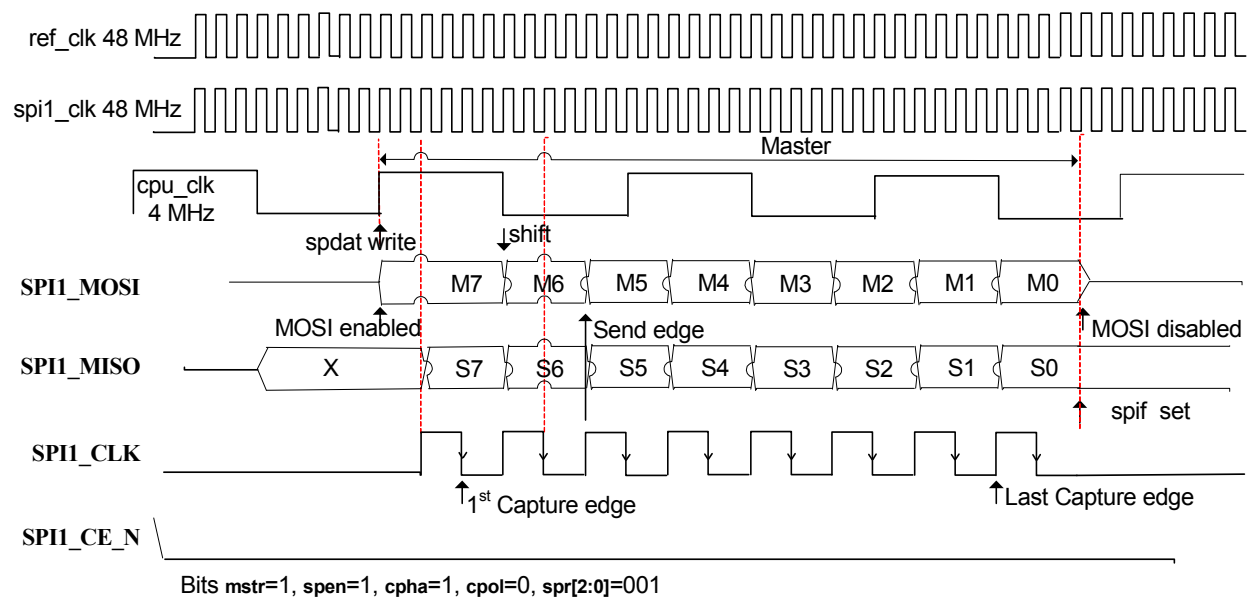 ref_clk 48 MHz
spi1_clk 48 MHz
Master
cpu_clk
4 MHz
spdat write
shift
SPI1_MOSI
M7 M6 M5 M4 M3 M2 M1 M0
MOSI enabled
Send edge
MOSI disabled
SPI1_MISO
X S7 S6 S5 S4 S3 S2 S1 S0
spif set
SPI1_CLK
1st Capture edge
Last Capture edge
SPI1_CE_N
Bits mstr=1, spen=1, cpha=1, cpol=0, spr[2:0]=001